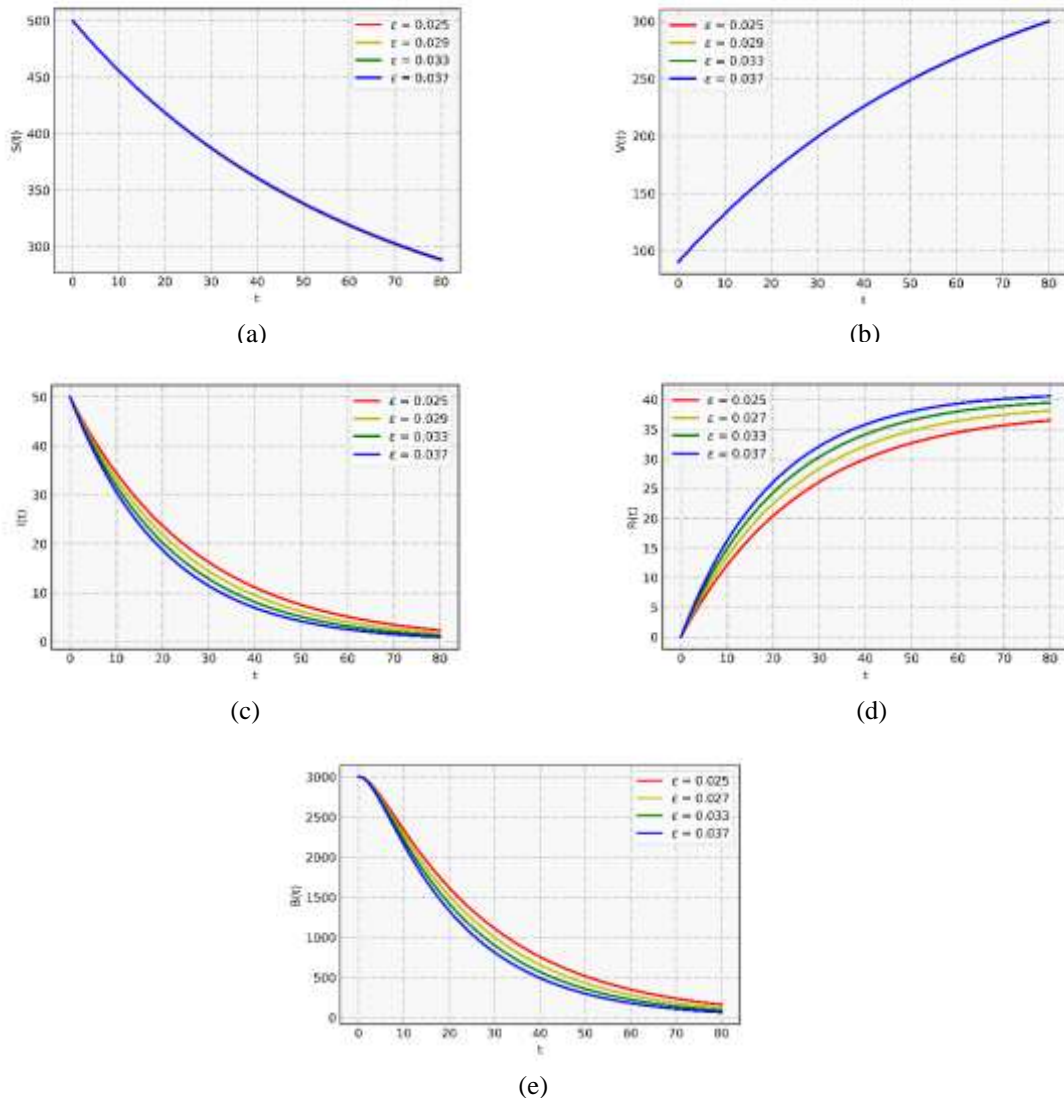 500
450
400
350
300
S(t)
0 10 20 30 40 50 60 70 80
t
ε = 0.025
ε = 0.029
ε = 0.033
ε = 0.037
(a)
300
250
200
150
100
V(t)
0 10 20 30 40 50 60 70 80
t
ε = 0.025
ε = 0.029
ε = 0.033
ε = 0.037
(b)
50
40
30
20
10
0
I(t)
0 10 20 30 40 50 60 70 80
t
ε = 0.025
ε = 0.029
ε = 0.033
ε = 0.037
(c)
40
35
30
25
20
15
10
5
0
R(t)
0 10 20 30 40 50 60 70 80
t
ε = 0.025
ε = 0.027
ε = 0.033
ε = 0.037
(d)
3000
2500
2000
1500
1000
500
0
B(t)
0 10 20 30 40 50 60 70 80
t
ε = 0.025
ε = 0.027
ε = 0.033
ε = 0.037
(e)